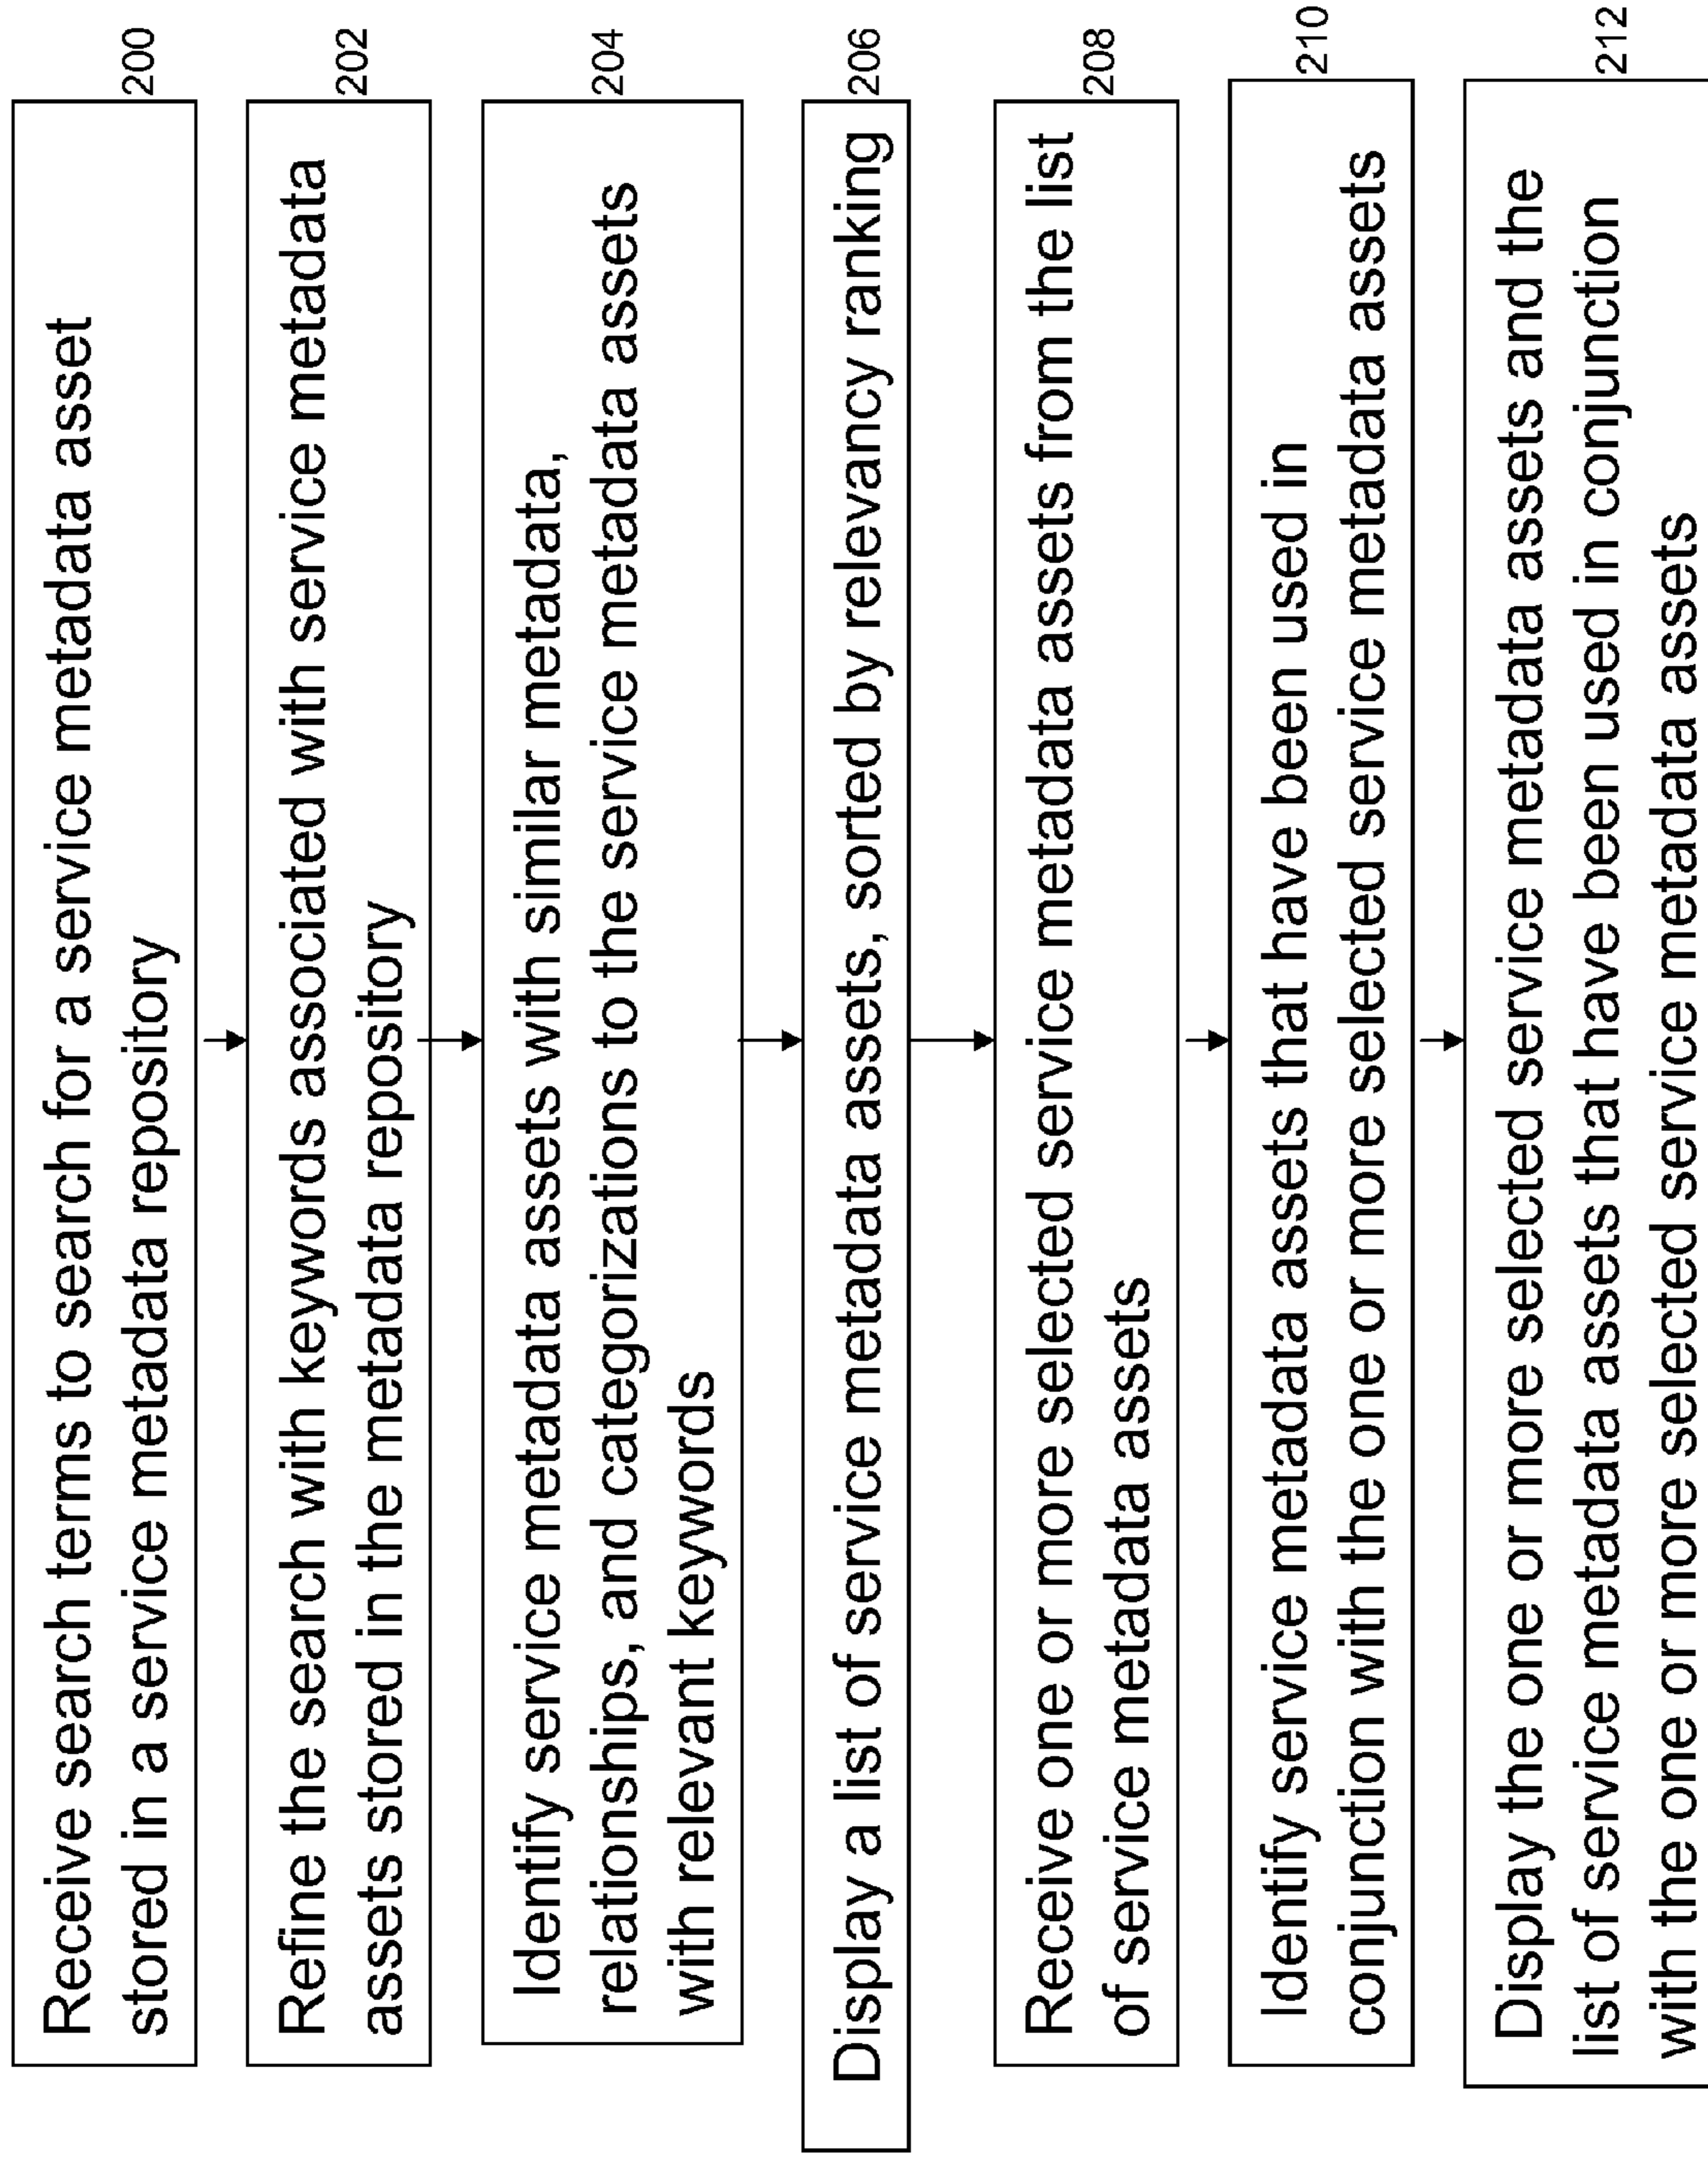 Receive search terms to search for a service metadata asset
stored in a service metadata repository
200
Refine the search with keywords associated with service metadata
assets stored in the metadata repository
202
Identify service metadata assets with similar metadata,
relationships, and categorizations to the service metadata assets
with relevant keywords
204
Display a list of service metadata assets, sorted by relevancy ranking
206
Receive one or more selected service metadata assets from the list
of service metadata assets
208
Identify service metadata assets that have been used in
conjunction with the one or more selected service metadata assets
210
Display the one or more selected service metadata assets and the
list of service metadata assets that have been used in conjunction
with the one or more selected service metadata assets
212